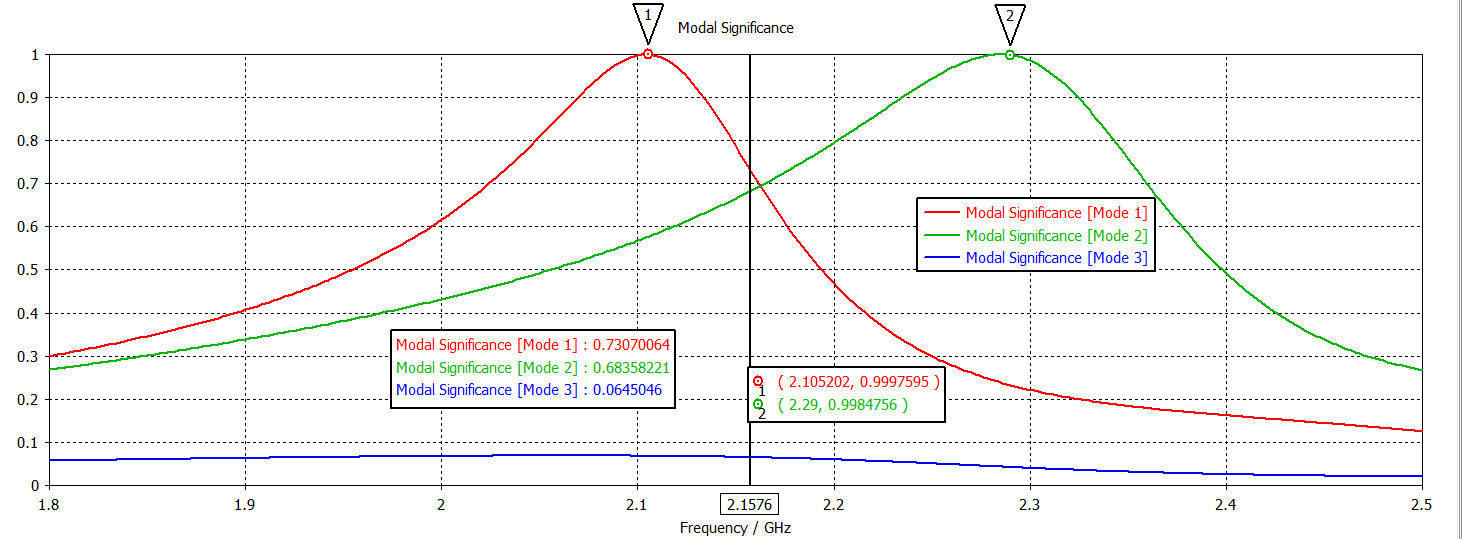 1
2
Modal Significance
1
0.9
0.8
0.7
0.6
0.5
0.4
0.3
0.2
0.1
0
Modal Significance [Mode 1]
Modal Significance [Mode 2]
Modal Significance [Mode 3]
Modal Significance [Mode 1] : 0.73070064
Modal Significance [Mode 2] : 0.68358221
Modal Significance [Mode 3] : 0.0645046
1 ( 2.105202, 0.9997595 )
2 ( 2.29, 0.9984756 )
1.8 1.9 2 2.1 2.1576 2.2 2.3 2.4 2.5
Frequency / GHz